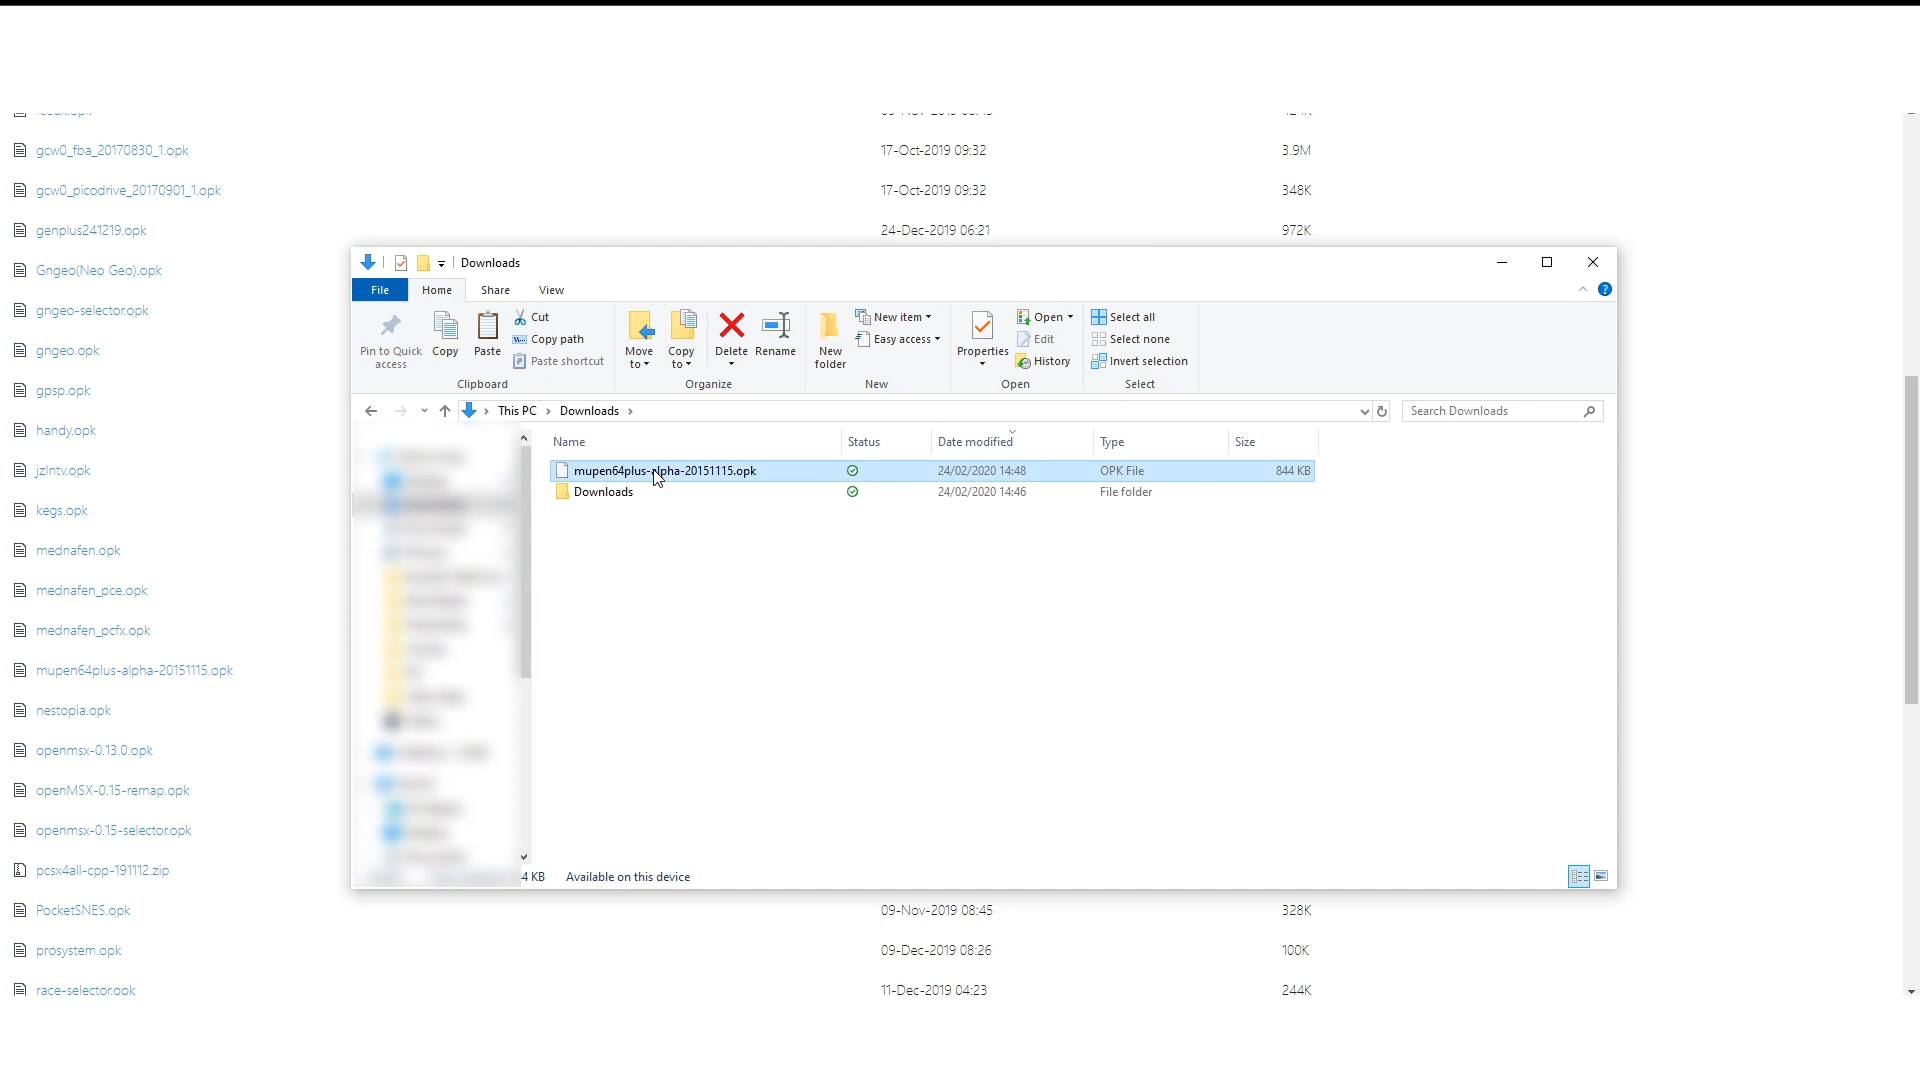 gcw0_fba_20170830_1.opk 17-Oct-2019 09:32 3.9M
gcw0_picodrive_20170901_1.opk 17-Oct-2019 09:32 348K
genplus241219.opk 24-Dec-2019 06:21 972K
Gngeo(Neo Geo).opk
gngeo-selector.opk
gngeo.opk
gpsp.opk
handy.opk
jzIntv.opk
kegs.opk
mednafen.opk
mednafen_pce.opk
mednafen_pcfx.opk
mupen64plus-alpha-20151115.opk
nestopia.opk
openmsx-0.13.0.opk
openMSX-0.15-remap.opk
openmsx-0.15-selector.opk
pcsx4all-cpp-191112.zip
PocketSNES.opk 09-Nov-2019 08:45 328K
prosystem.opk 09-Dec-2019 08:26 100K
race-selector.opk 11-Dec-2019 04:23 244K
Downloads
File Home Share View
Pin to Quick access
Copy
Paste
Cut
Copy path
Paste shortcut
Clipboard
Move to
Copy to
Delete
Rename
Organize
New folder
New item
Easy access
New
Properties
Open
Edit
History
Open
Select all
Select none
Invert selection
Select
This PC > Downloads >
Search Downloads
Name Status Date modified Type Size
mupen64plus-alpha-20151115.opk 24/02/2020 14:48 OPK File 844 KB
Downloads 24/02/2020 14:46 File folder
4 KB Available on this device